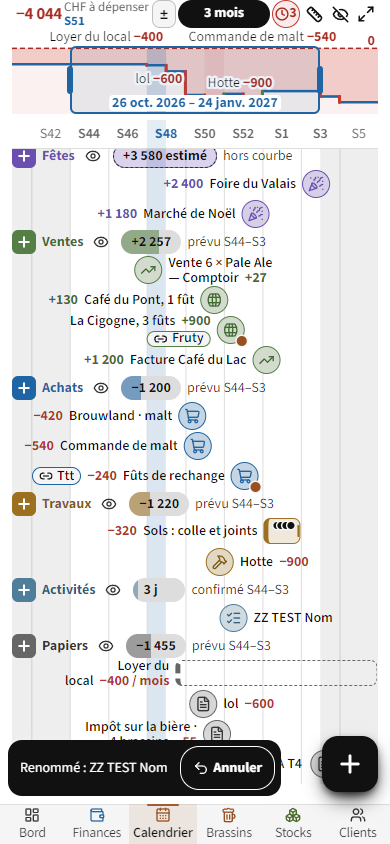 −4 044 CHF à dépenser S51
±
3 mois
3
Loyer du local −400
Commande de malt −540
0
lol −600
Hotte −900
26 oct. 2026 – 24 janv. 2027
S42 S44 S46 S48 S50 S52 S1 S3 S5
Fêtes +3 580 estimé hors courbe
+2 400 Foire du Valais
+1 180 Marché de Noël
Ventes +2 257 prévu S44–S3
Vente 6 × Pale Ale
— Comptoir +27
+130 Café du Pont, 1 fût
La Cigogne, 3 fûts +900
Fruty
+1 200 Facture Café du Lac
Achats −1 200 prévu S44–S3
−420 Brouwland · malt
−540 Commande de malt
Ttt −240 Fûts de rechange
Travaux −1 220 prévu S44–S3
−320 Sols : colle et joints
Hotte −900
Activités 3 j confirmé S44–S3
ZZ TEST Nom
Papiers −1 455 prévu S44–S3
Loyer du
local −400 / mois
lol −600
Impôt sur la bière ·
T4
Renommé : ZZ TEST Nom Annuler
Bord Finances Calendrier Brassins Stocks Clients